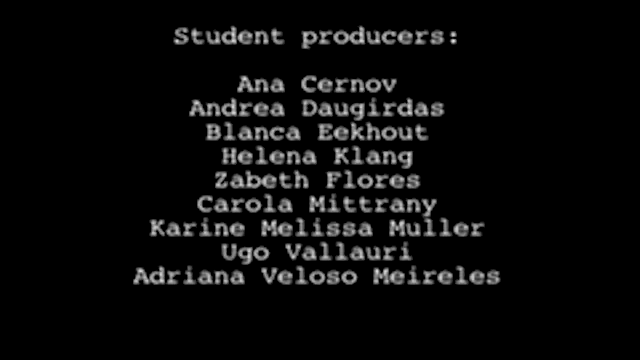 Student producers:
Ana Cernov
Andrea Daugirdas
Blanca Eekhout
Helena Klang
Zabeth Flores
Carola Mittrany
Karine Melissa Muller
Ugo Vallauri
Adriana Veloso Meireles